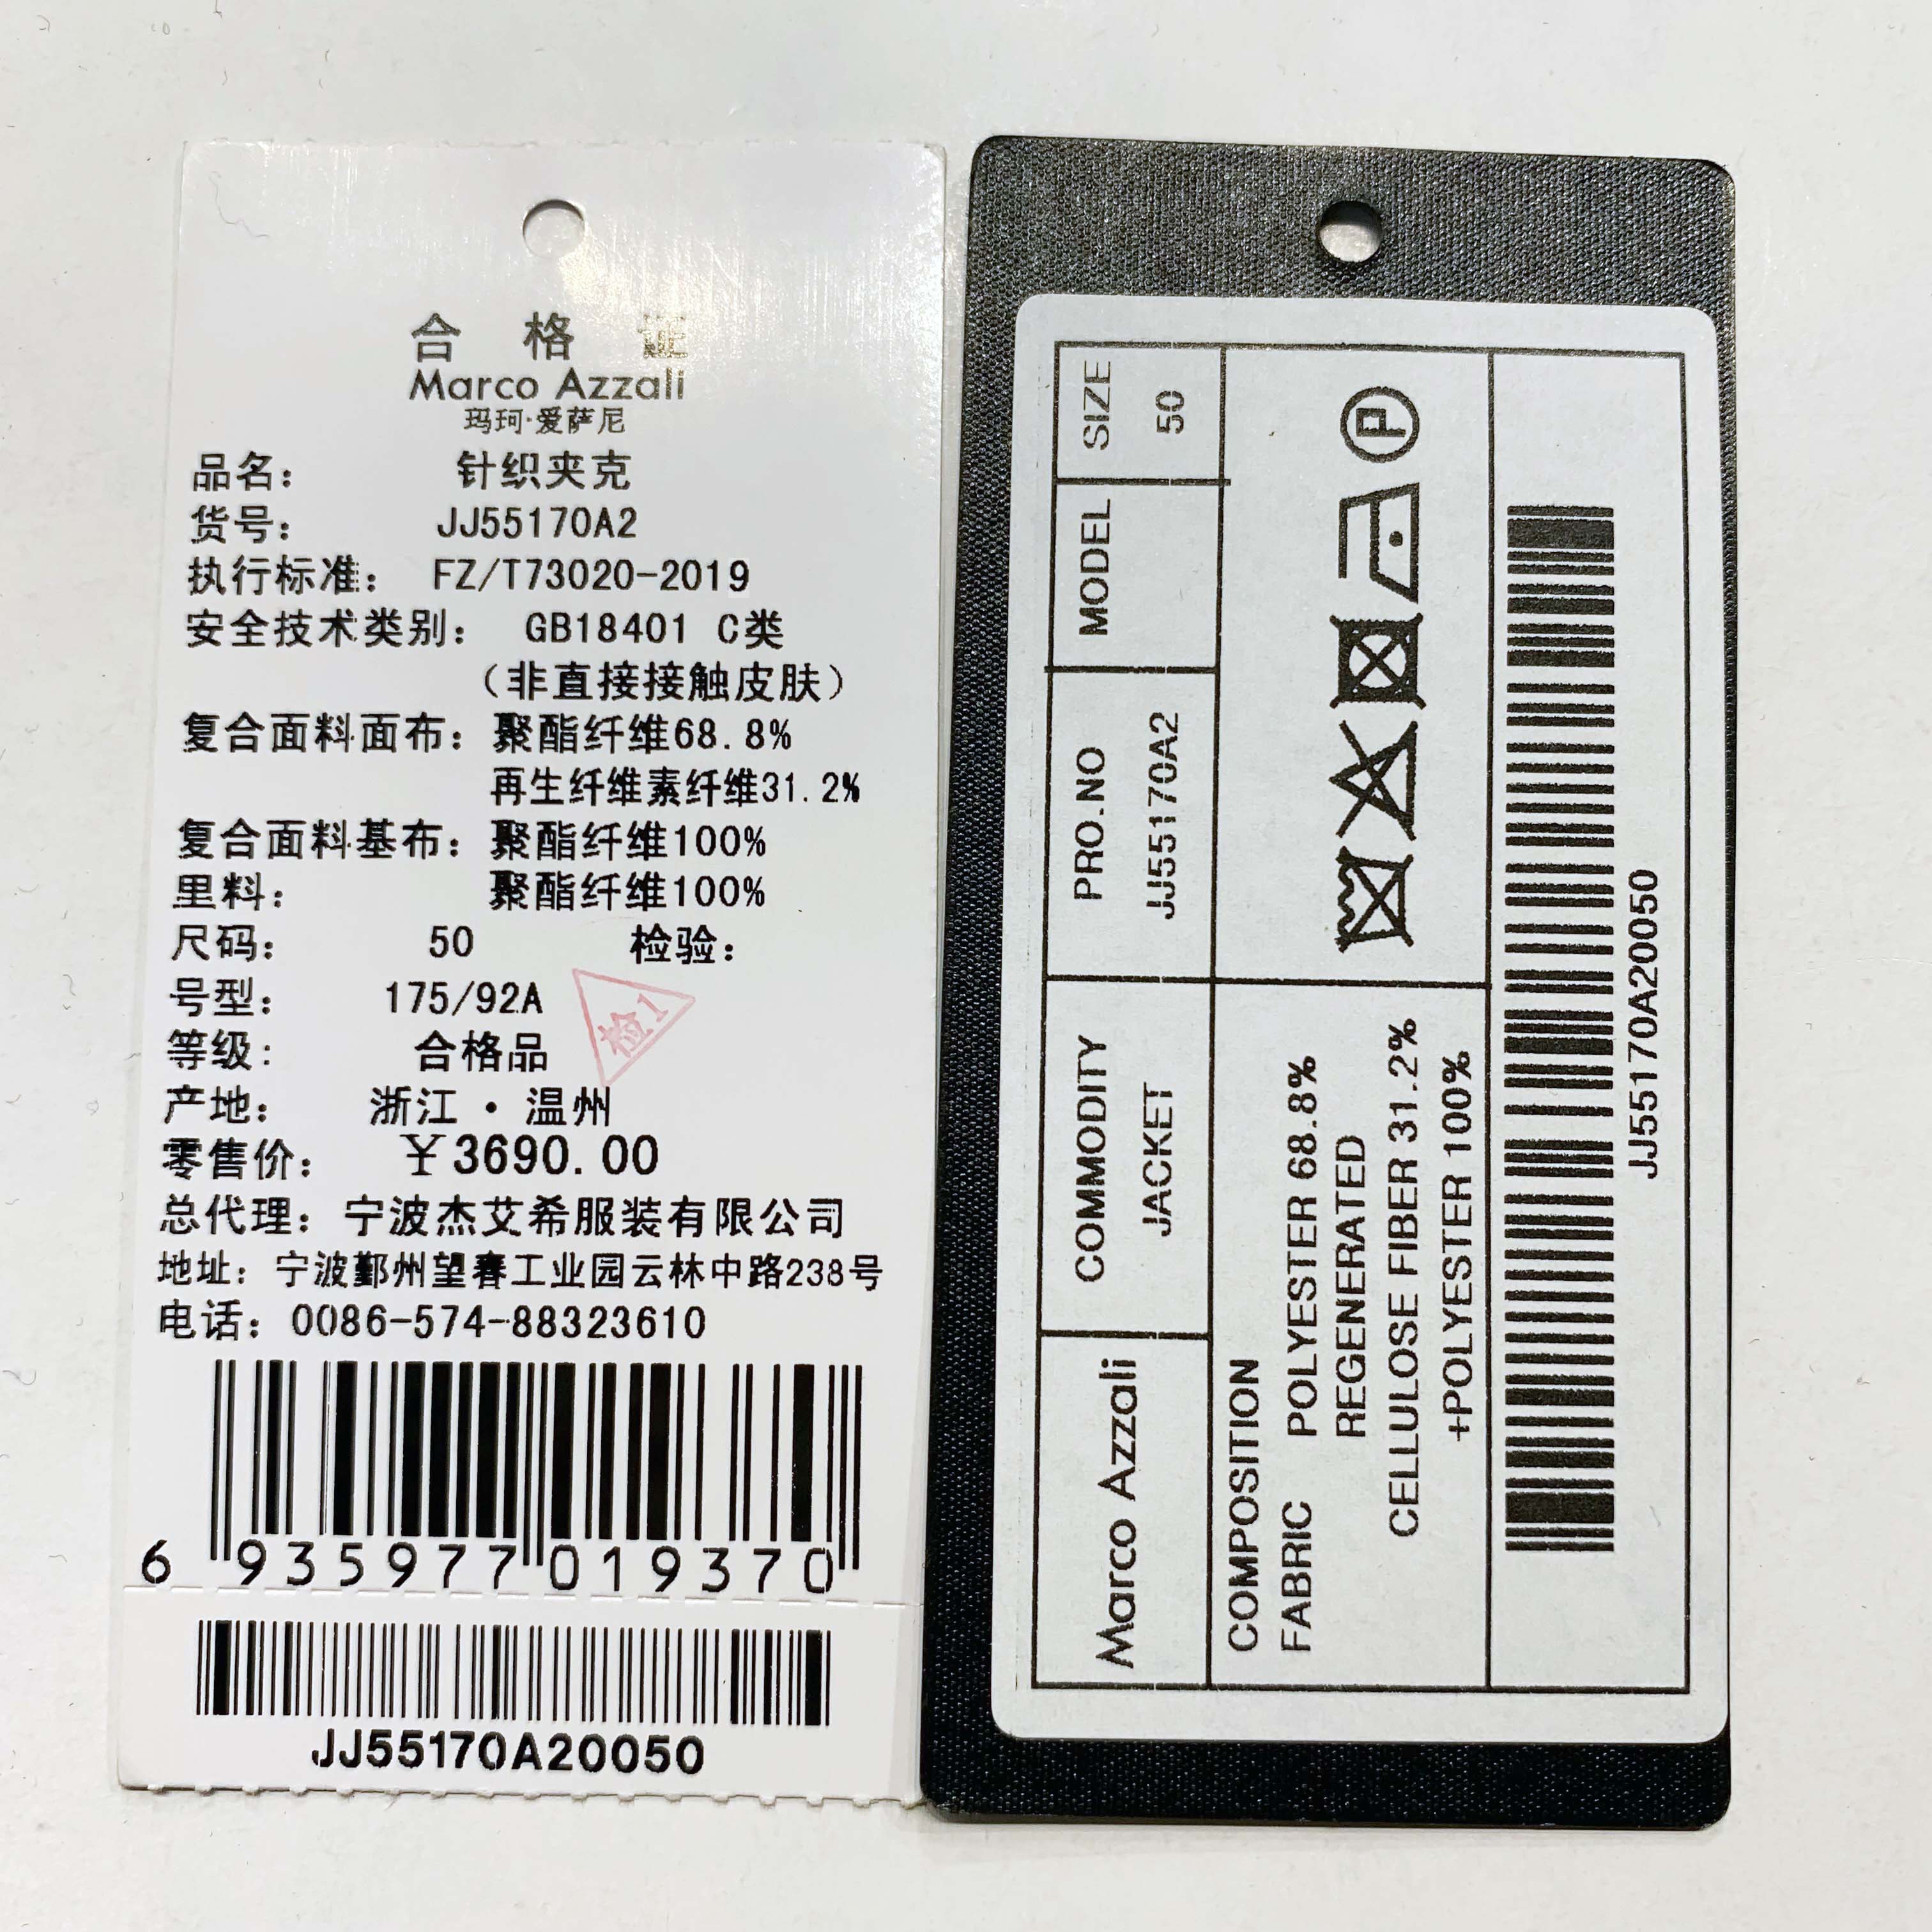 合格证
Marco Azzali
玛珂·爱萨尼
品名： 针织夹克
货号： JJ55170A2
执行标准： FZ/T73020-2019
安全技术类别： GB18401 C类
（非直接接触皮肤）
复合面料面布： 聚酯纤维68.8%
再生纤维素纤维31.2%
复合面料基布： 聚酯纤维100%
里料： 聚酯纤维100%
尺码： 50 检验：
号型： 175/92A
检1
等级： 合格品
产地： 浙江·温州
零售价： ¥3690.00
总代理： 宁波杰艾希服装有限公司
地址： 宁波鄞州望春工业园云林中路238号
电话： 0086-574-88323610
6 935977 019370
JJ55170A20050
Marco Azzali COMMODITY PRO.NO MODEL SIZE
JACKET JJ55170A2 50
COMPOSITION
FABRIC POLYESTER 68.8%
REGENERATED
CELLULOSE FIBER 31.2%
+POLYESTER 100%
P
JJ55170A20050